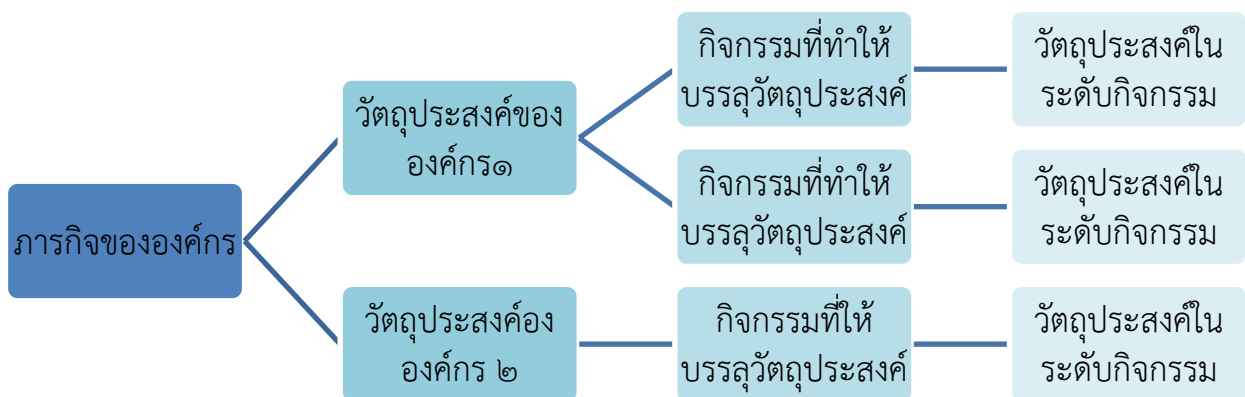 ภารกิจขององค์กร
วัตถุประสงค์ของ
องค์กร๑
กิจกรรมที่ทำให้
บรรลุวัตถุประสงค์
วัตถุประสงค์ใน
ระดับกิจกรรม
กิจกรรมที่ทำให้
บรรลุวัตถุประสงค์
วัตถุประสงค์ใน
ระดับกิจกรรม
วัตถุประสงค์อง
องค์กร ๒
กิจกรรมที่ให้
บรรลุวัตถุประสงค์
วัตถุประสงค์ใน
ระดับกิจกรรม